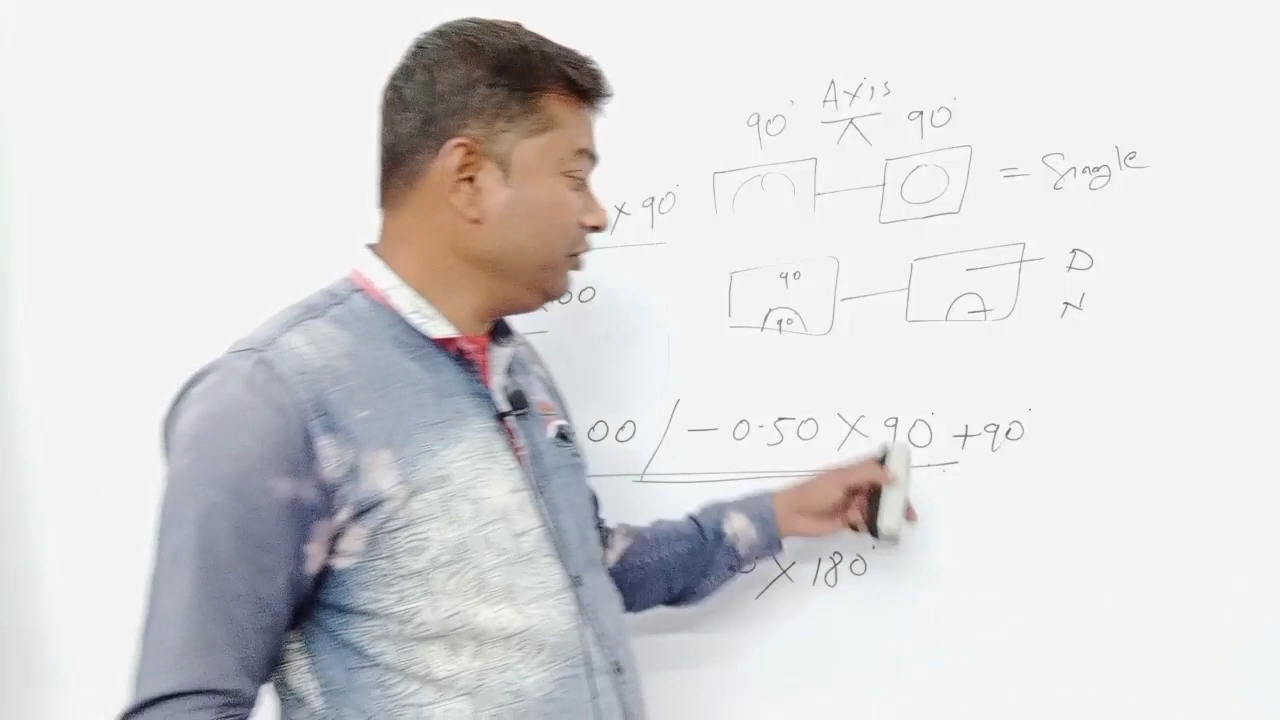 Axis
90° 90°
× 90°
= Single
00
90
D
90
N
00 / - 0.50 × 90° + 90°
× 180°